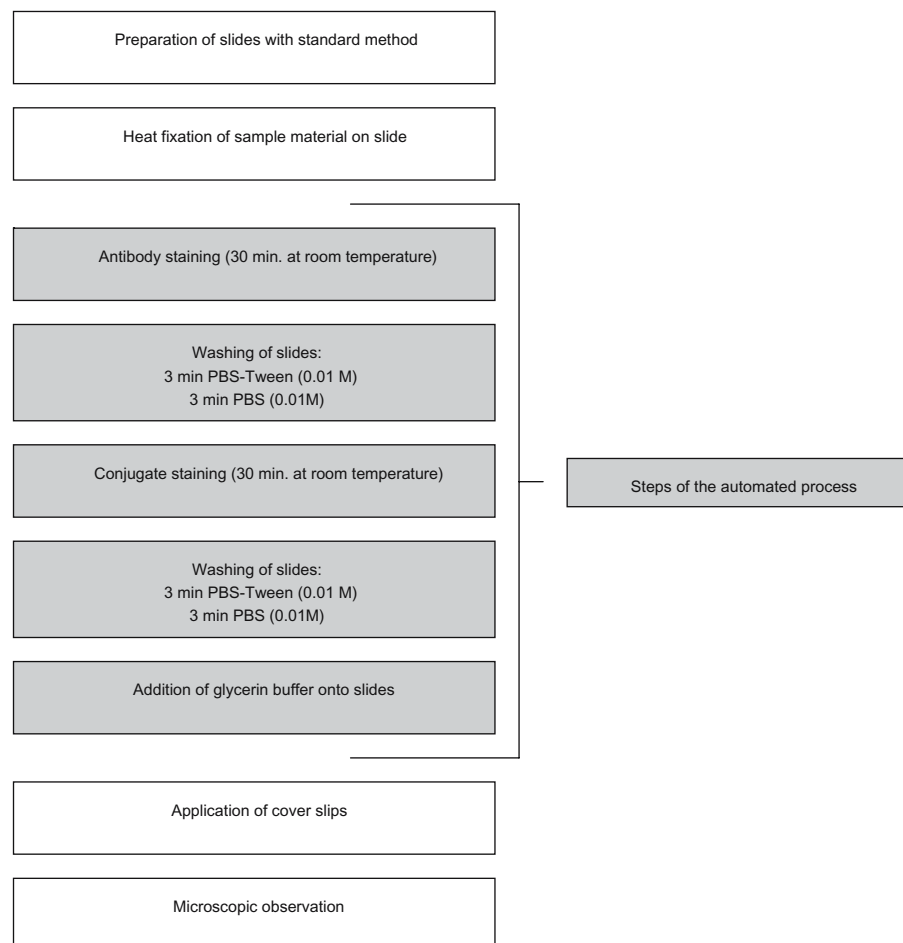 Preparation of slides with standard method
Heat fixation of sample material on slide
Antibody staining (30 min. at room temperature)
Washing of slides:
3 min PBS-Tween (0.01 M)
3 min PBS (0.01M)
Conjugate staining (30 min. at room temperature)
Steps of the automated process
Washing of slides:
3 min PBS-Tween (0.01 M)
3 min PBS (0.01M)
Addition of glycerin buffer onto slides
Application of cover slips
Microscopic observation